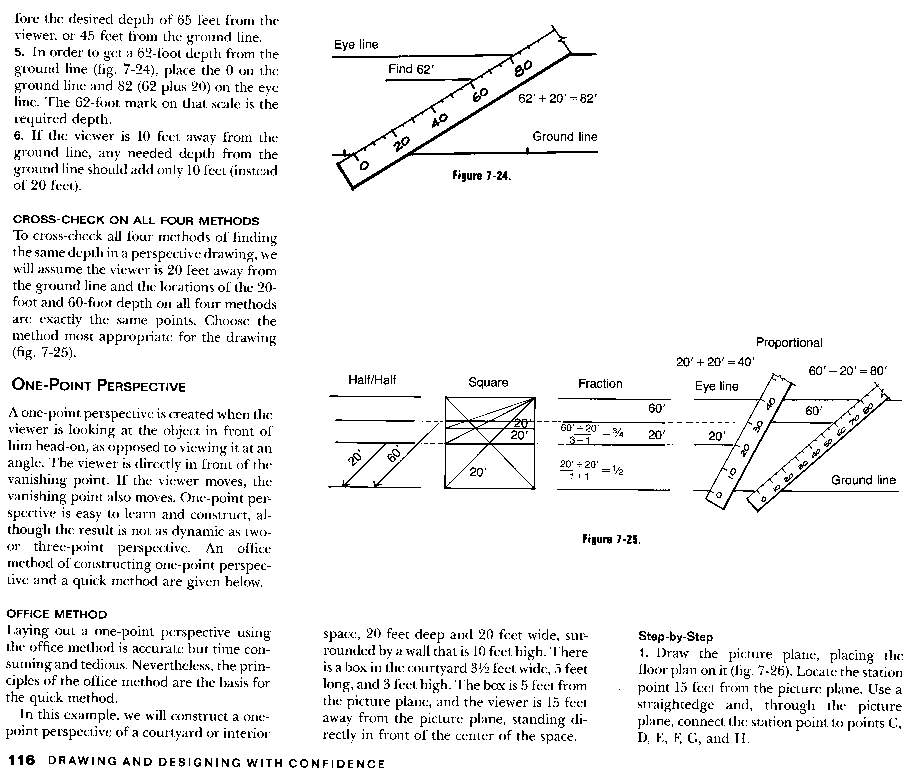 fore the desired depth of 65 feet from the
viewer, or 45 feet from the ground line.
5. In order to get a 62-foot depth from the
ground line (fig. 7-24), place the 0 on the
ground line and 82 (62 plus 20) on the eye
line. The 62-foot mark on that scale is the
required depth.
6. If the viewer is 10 feet away from the
ground line, any needed depth from the
ground line should add only 10 feet (instead
of 20 feet).
Eye line
Find 62'
0 20 40 60 80
62' + 20' = 82'
Ground line
Figure 7-24.
CROSS-CHECK ON ALL FOUR METHODS
To cross-check all four methods of finding
the same depth in a perspective drawing, we
will assume the viewer is 20 feet away from
the ground line and the locations of the 20-
foot and 60-foot depth on all four methods
are exactly the same points. Choose the
method most appropriate for the drawing
(fig. 7-25).
ONE-POINT PERSPECTIVE
A one-point perspective is created when the
viewer is looking at the object in front of
him head-on, as opposed to viewing it at an
angle. The viewer is directly in front of the
vanishing point. If the viewer moves, the
vanishing point also moves. One-point per-
spective is easy to learn and construct, al-
though the result is not as dynamic as two-
or three-point perspective. An office
method of constructing one-point perspec-
tive and a quick method are given below.
Half/Half
20'
60'
Square
20'
20'
20'
Fraction
60'
60' + 20'
3 + 1
= ¾
20'
20' + 20'
1 + 1
= ½
Proportional
20' + 20' = 40'
60' – 20' = 80'
Eye line
60'
20'
0 10 20 30 40
0 10 20 30 40 50 60 70 80
Ground line
Figure 7-25.
OFFICE METHOD
Laying out a one-point perspective using
the office method is accurate but time con-
suming and tedious. Nevertheless, the prin-
ciples of the office method are the basis for
the quick method.
In this example, we will construct a one-
point perspective of a courtyard or interior
space, 20 feet deep and 20 feet wide, sur-
rounded by a wall that is 10 feet high. There
is a box in the courtyard 3½ feet wide, 5 feet
long, and 3 feet high. The box is 5 feet from
the picture plane, and the viewer is 15 feet
away from the picture plane, standing di-
rectly in front of the center of the space.
Step-by-Step
1. Draw the picture plane, placing the
floor plan on it (fig. 7-26). Locate the station
point 15 feet from the picture plane. Use a
straightedge and, through the picture
plane, connect the station point to points C,
D, E, F, G, and H.
116 DRAWING AND DESIGNING WITH CONFIDENCE